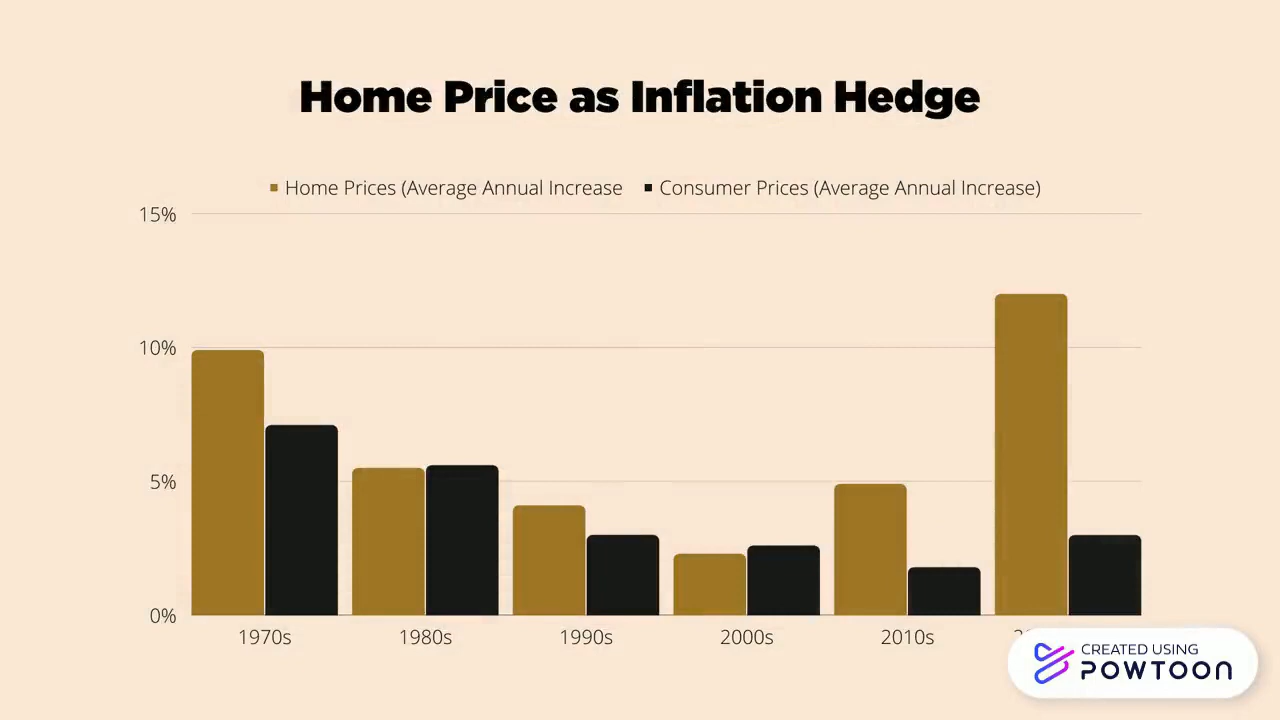 Home Price as Inflation Hedge
Home Prices (Average Annual Increase Consumer Prices (Average Annual Increase)
15%
10%
5%
0%
1970s 1980s 1990s 2000s 2010s
CREATED USING
POWTOON